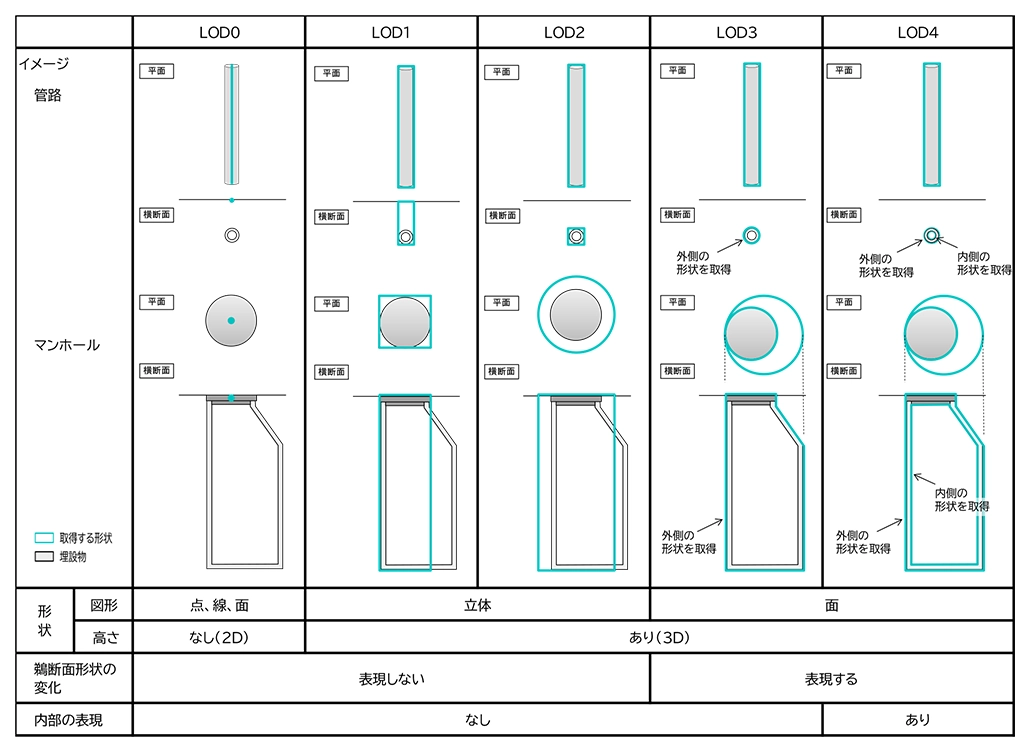 LOD0 LOD1 LOD2 LOD3 LOD4
イメージ
管路
平面 平面 平面 平面 平面
横断面 横断面 横断面 横断面 横断面
外側の
形状を取得
外側の
形状を取得
内側の
形状を取得
マンホール
平面 平面 平面 平面 平面
横断面 横断面 横断面 横断面 横断面
外側の
形状を取得
内側の
形状を取得
外側の
形状を取得
取得する形状
埋設物
形
状
図形 点、線、面 立体 面
高さ なし(2D) あり(3D)
鵜断面形状の
変化
表現しない 表現する
内部の表現 なし あり